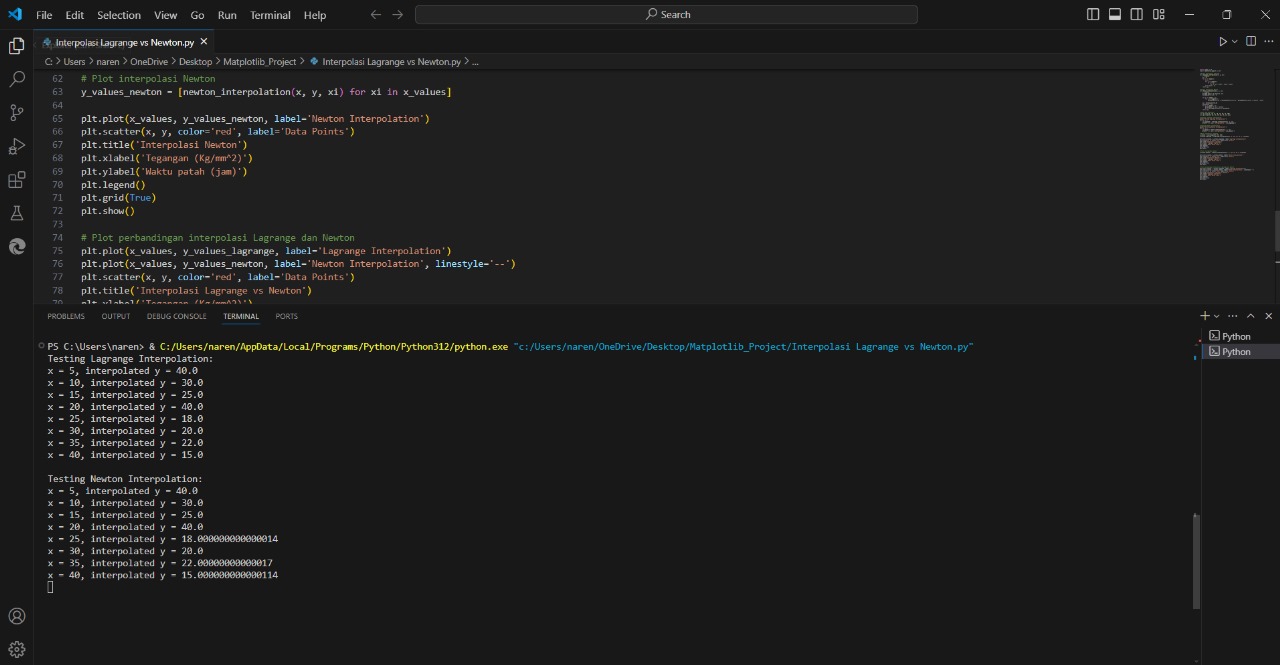 File Edit Selection View Go Run Terminal Help Search
Interpolasi Lagrange vs Newton.py
C: > Users > naren > OneDrive > Desktop > Matplotlib_Project > Interpolasi Lagrange vs Newton.py > ...
62 # Plot interpolasi Newton
63 y_values_newton = [newton_interpolation(x, y, xi) for xi in x_values]
64
65 plt.plot(x_values, y_values_newton, label='Newton Interpolation')
66 plt.scatter(x, y, color='red', label='Data Points')
67 plt.title('Interpolasi Newton')
68 plt.xlabel('Tegangan (Kg/mm^2)')
69 plt.ylabel('Waktu patah (jam)')
70 plt.legend()
71 plt.grid(True)
72 plt.show()
73
74 # Plot perbandingan interpolasi Lagrange dan Newton
75 plt.plot(x_values, y_values_lagrange, label='Lagrange Interpolation')
76 plt.plot(x_values, y_values_newton, label='Newton Interpolation', linestyle='--')
77 plt.scatter(x, y, color='red', label='Data Points')
78 plt.title('Interpolasi Lagrange vs Newton')
79 plt.xlabel('Tegangan (Kg/mm^2)')
PROBLEMS OUTPUT DEBUG CONSOLE TERMINAL PORTS
Python
Python
PS C:\Users\naren> & C:/Users/naren/AppData/Local/Programs/Python/Python312/python.exe "c:/Users/naren/OneDrive/Desktop/Matplotlib_Project/Interpolasi Lagrange vs Newton.py"
Testing Lagrange Interpolation:
x = 5, interpolated y = 40.0
x = 10, interpolated y = 30.0
x = 15, interpolated y = 25.0
x = 20, interpolated y = 40.0
x = 25, interpolated y = 18.0
x = 30, interpolated y = 20.0
x = 35, interpolated y = 22.0
x = 40, interpolated y = 15.0
Testing Newton Interpolation:
x = 5, interpolated y = 40.0
x = 10, interpolated y = 30.0
x = 15, interpolated y = 25.0
x = 20, interpolated y = 40.0
x = 25, interpolated y = 18.000000000000014
x = 30, interpolated y = 20.0
x = 35, interpolated y = 22.00000000000017
x = 40, interpolated y = 15.000000000000114